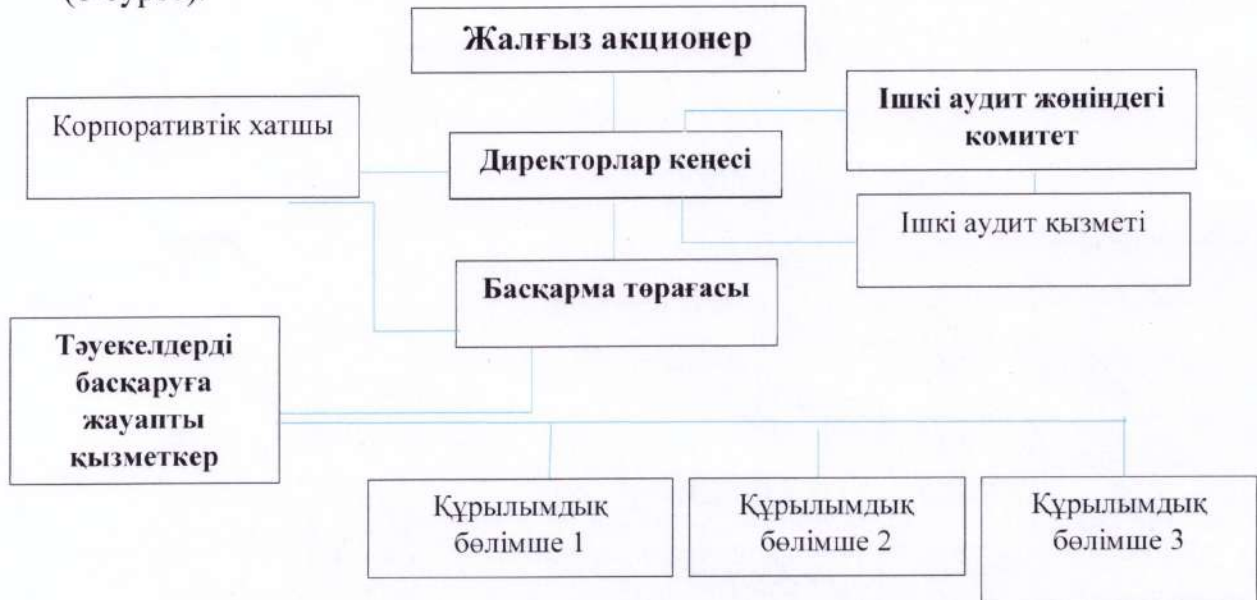 Жалғыз акционер
Ішкі аудит жөніндегі
комитет
Корпоративтік хатшы
Директорлар кеңесі
Ішкі аудит қызметі
Басқарма төрағасы
Тәуекелдерді
басқаруға
жауапты
қызметкер
Құрылымдық
бөлімше 1
Құрылымдық
бөлімше 2
Құрылымдық
бөлімше 3